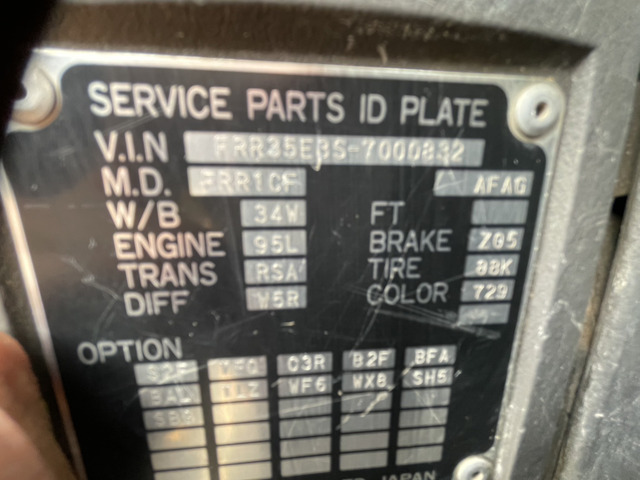 SERVICE PARTS ID PLATE
V.I.N FRR35E3S-7000832
M.D. FRR1CF AFAG
W/B 34W FT
ENGINE 95L BRAKE Z05
TRANS RSA TIRE 88K
DIFF W5R COLOR 729
OPTION
C3R B2F BFA
BAL WF6 WX8 SH5
JAPAN